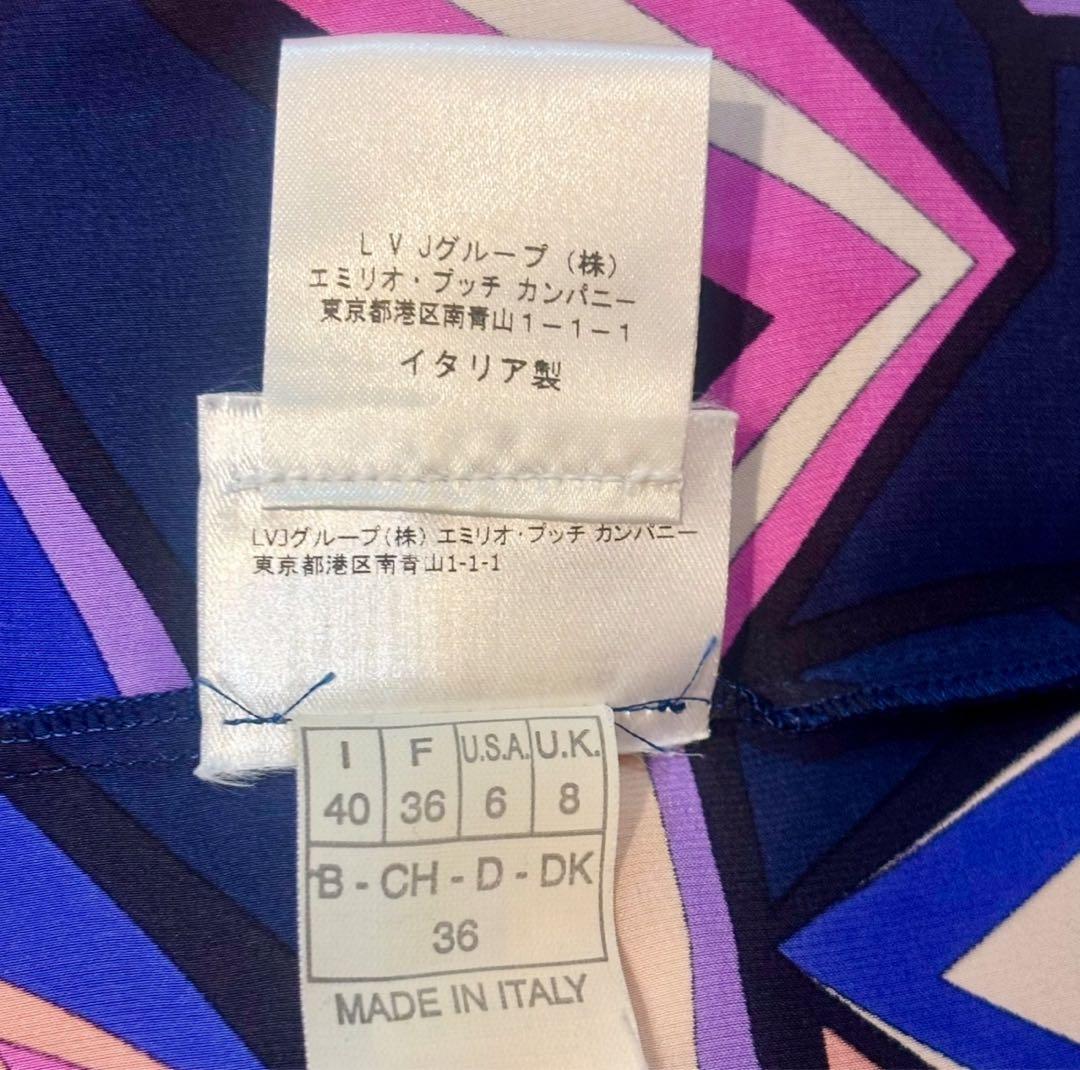 LVJグループ（株）
エミリオ・プッチ カンパニー
東京都港区南青山1－1－1
イタリア製
LVJグループ(株) エミリオ・プッチ カンパニー
東京都港区南青山1-1-1
I F U.S.A. U.K.
40 36 6 8
B - CH - D - DK
36
MADE IN ITALY